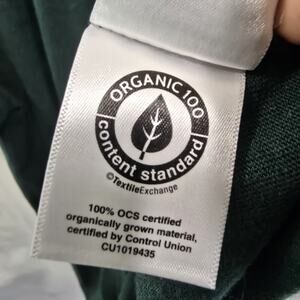 ORGANIC 100
content standard
©TextileExchange
100% OCS certified
organically grown material,
certified by Control Union
CU1019435